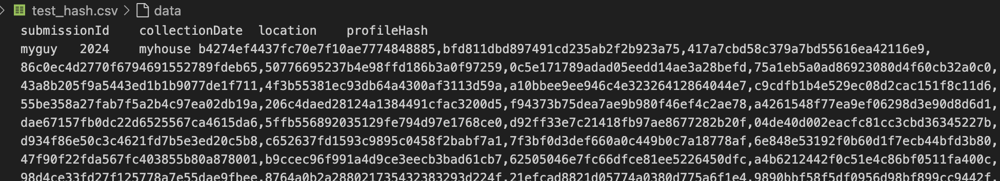 test_hash.csv > data
submissionId collectionDate location profileHash
myguy 2024 myhouse b4274ef4437fc70e7f10ae7774848885,bfd811dbd897491cd235ab2f2b923a75,417a7cbd58c379a7bd55616ea42116e9,
86c0ec4d2770f6794691552789fdeb65,50776695237b4e98ffd186b3a0f97259,0c5e171789adad05eedd14ae3a28befd,75a1eb5a0ad86923080d4f60cb32a0c0,
43a8b205f9a5443ed1b1b9077de1f711,4f3b55381ec93db64a4300af3113d59a,a10bbee9ee946c4e32326412864044e7,c9cdfb1b4e529ec08d2cac151f8c11d6,
55be358a27fab7f5a2b4c97ea02db19a,206c4daed28124a1384491cfac3200d5,f94373b75dea7ae9b980f46ef4c2ae78,a4261548f77ea9ef06298d3e90d8d6d1,
dae67157fb0dc22d6525567ca4615da6,5ffb556892035129fe794d97e1768ce0,d92ff33e7c21418fb97ae8677282b20f,04de40d002eacfc81cc3cbd36345227b,
d934f86e50c3c4621fd7b5e3ed20c5b8,c652637fd1593c9895c0458f2babf7a1,7f3bf0d3def660a0c449b0c7a18778af,6e848e53192f0b60d1f7ecb44bfd3b80,
47f90f22fda567fc403855b80a878001,b9ccec96f991a4d9ce3eecb3bad61cb7,62505046e7fc66dfce81ee5226450dfc,a4b6212442f0c51e4c86bf0511fa400c,
98d4ce33fd27f125778a7e55dae9fbee,8764a0b2a288021735432383293d224f,21efcad8821d05774a0380d775a6f1e4,9890bbf58f5df0956d98bf899cc9442f,